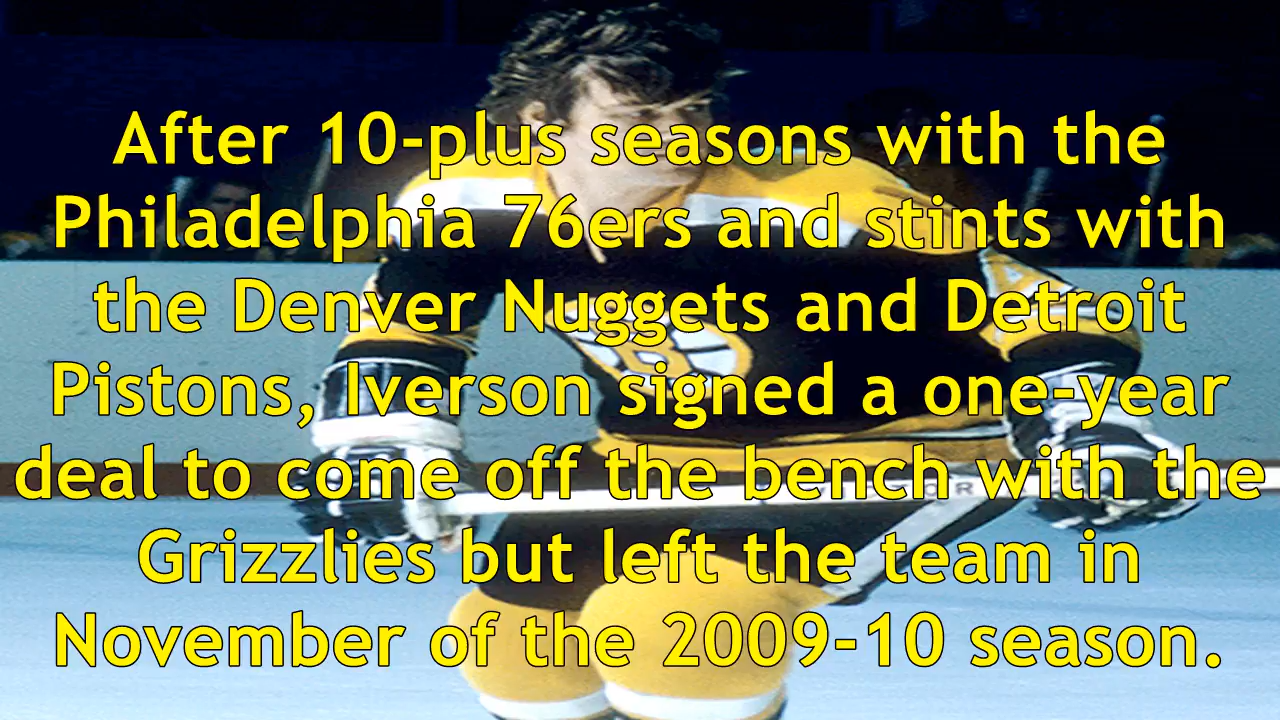 After 10-plus seasons with the
Philadelphia 76ers and stints with
the Denver Nuggets and Detroit
Pistons, Iverson signed a one-year
deal to come off the bench with the
Grizzlies but left the team in
November of the 2009-10 season.